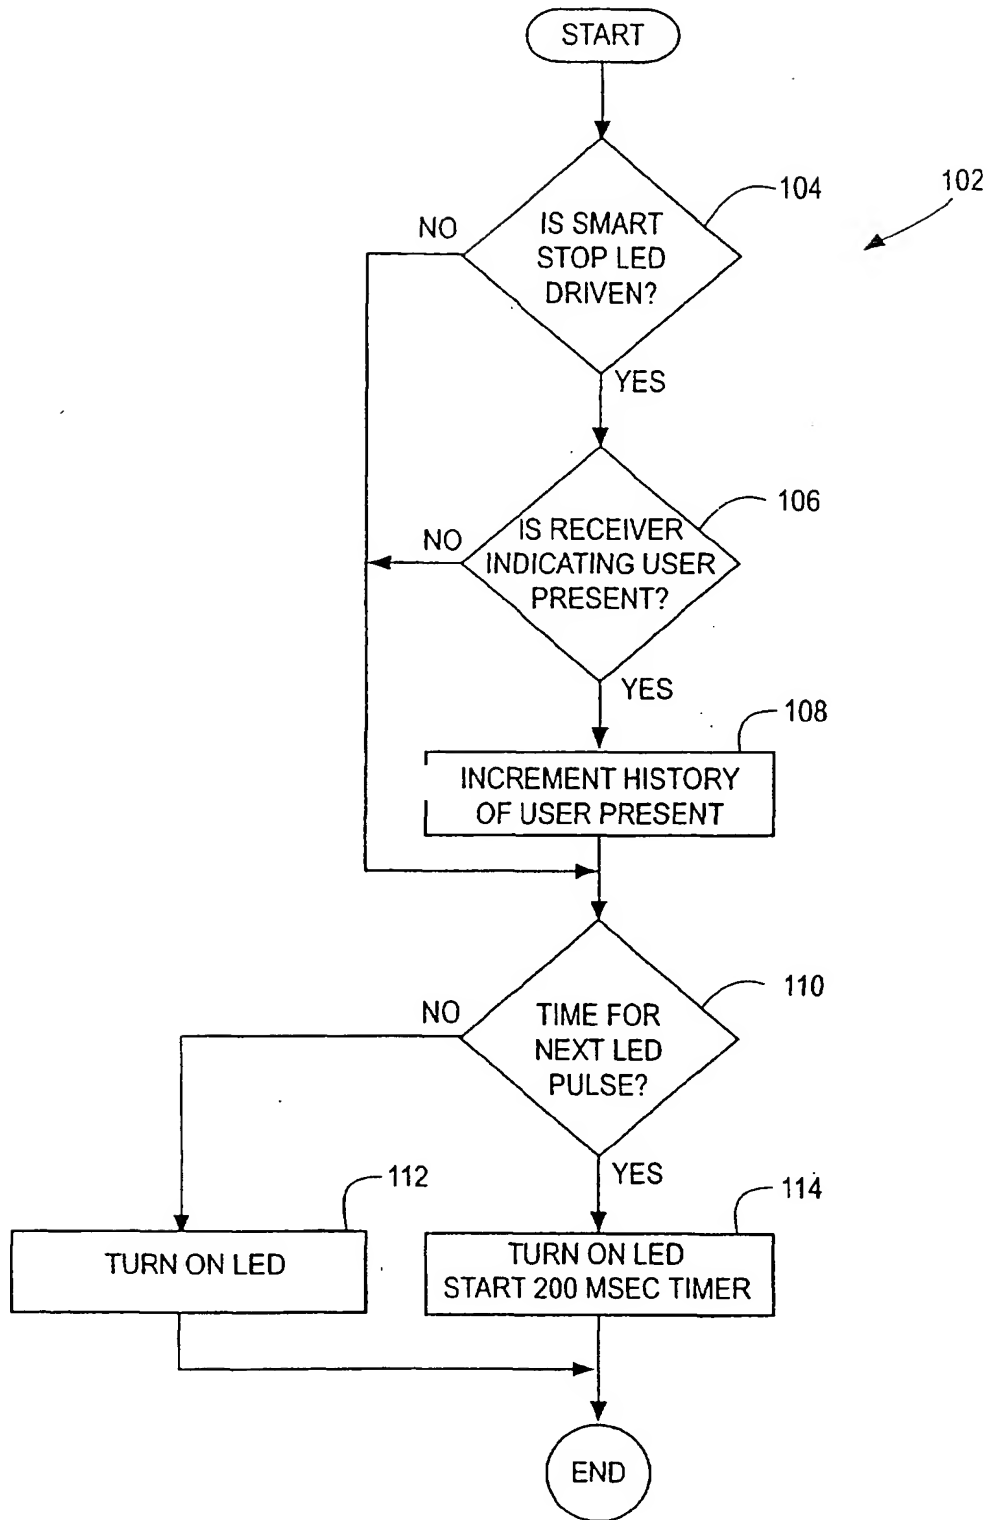 START
104
102
NO
IS SMART
STOP LED
DRIVEN?
YES
106
NO
IS RECEIVER
INDICATING USER
PRESENT?
YES
108
INCREMENT HISTORY
OF USER PRESENT
110
NO
TIME FOR
NEXT LED
PULSE?
YES
112
114
TURN ON LED
TURN ON LED
START 200 MSEC TIMER
END